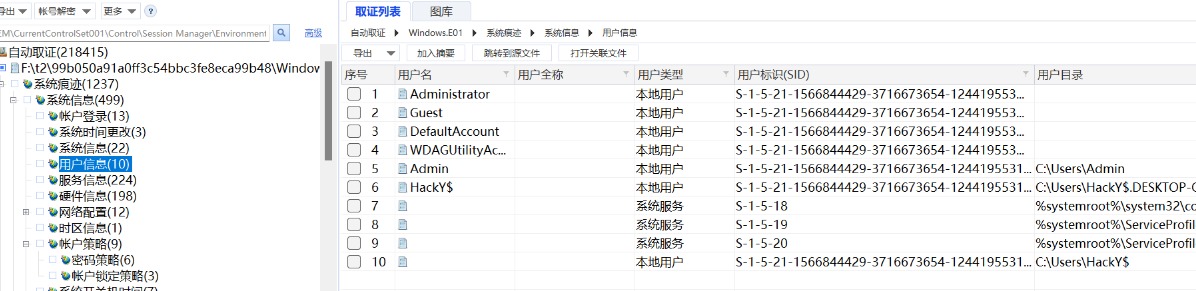 导出 帐号解密 更多 ?
EM\CurrentControlSet001\Control\Session Manager\Environment 高级
自动取证(218415)
F:\t2\99b050a91a0ff3c54bbc3fe8eca99b48\Window
系统痕迹(1237)
系统信息(499)
帐户登录(13)
系统时间更改(3)
系统信息(22)
用户信息(10)
服务信息(224)
硬件信息(198)
网络配置(12)
时区信息(1)
帐户策略(9)
密码策略(6)
帐户锁定策略(3)
系统开关机时间(7)
取证列表 图库
自动取证 Windows.E01 系统痕迹 系统信息 用户信息
导出 加入摘要 跳转到源文件 打开关联文件
序号 用户名 用户全称 用户类型 用户标识(SID) 用户目录
1 Administrator 本地用户 S-1-5-21-1566844429-3716673654-124419553...
2 Guest 本地用户 S-1-5-21-1566844429-3716673654-124419553...
3 DefaultAccount 本地用户 S-1-5-21-1566844429-3716673654-124419553...
4 WDAGUtilityAc... 本地用户 S-1-5-21-1566844429-3716673654-124419553...
5 Admin 本地用户 S-1-5-21-1566844429-3716673654-1244195531... C:\Users\Admin
6 HackY$ 本地用户 S-1-5-21-1566844429-3716673654-1244195531... C:\Users\HackY$.DESKTOP-
7 系统服务 S-1-5-18 %systemroot%\system32\co
8 系统服务 S-1-5-19 %systemroot%\ServiceProfil
9 系统服务 S-1-5-20 %systemroot%\ServiceProfil
10 本地用户 S-1-5-21-1566844429-3716673654-1244195531... C:\Users\HackY$